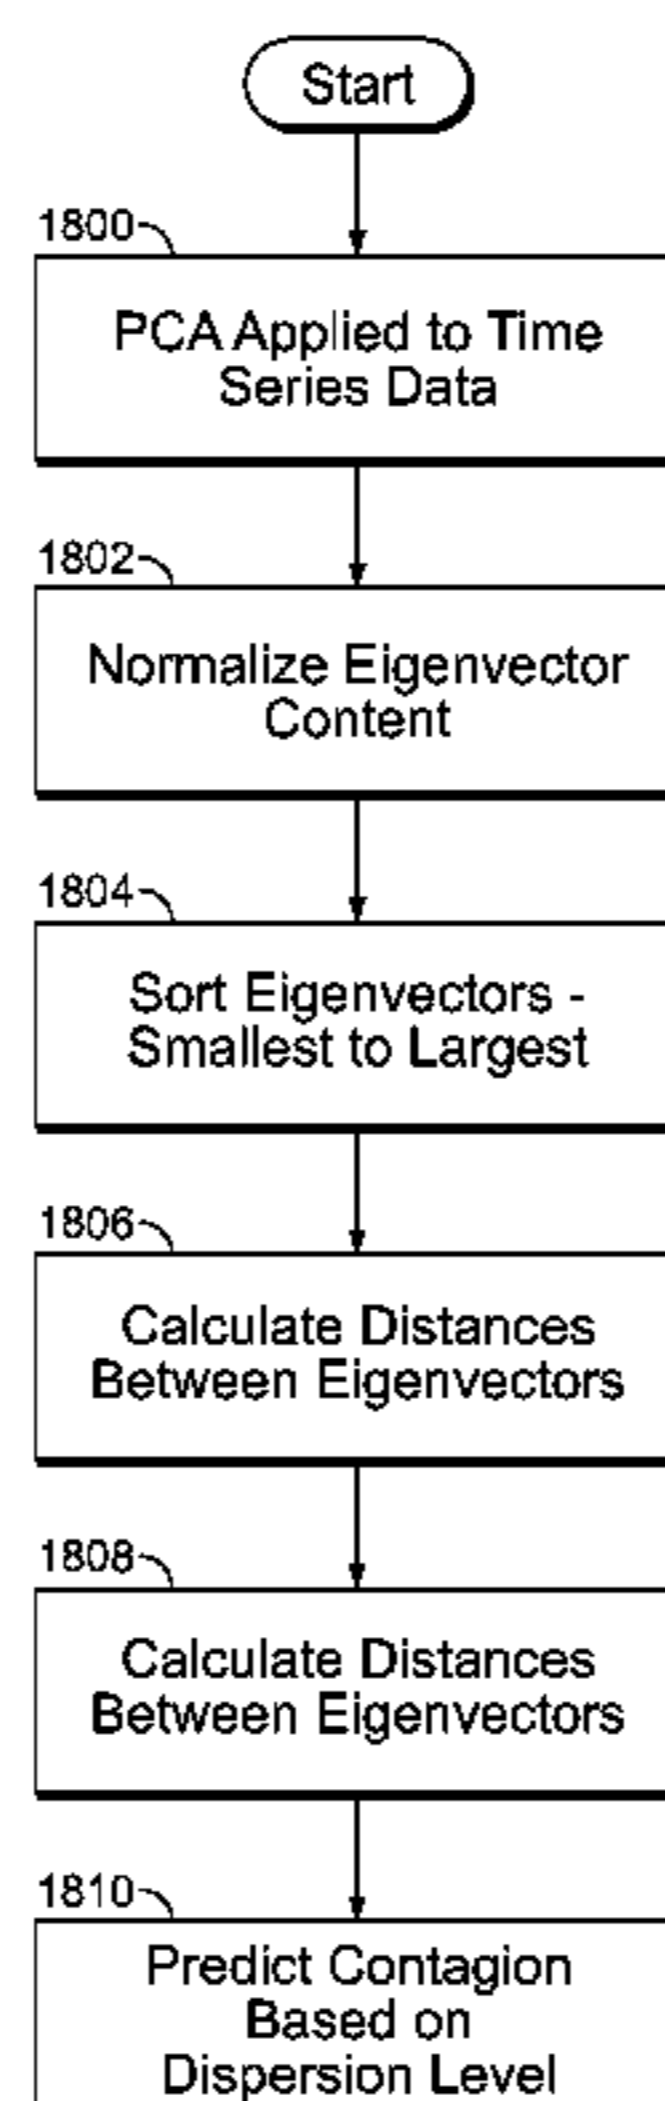 Start
1800
PCA Applied to Time
Series Data
1802
Normalize Eigenvector
Content
1804
Sort Eigenvectors -
Smallest to Largest
1806
Calculate Distances
Between Eigenvectors
1808
Calculate Distances
Between Eigenvectors
1810
Predict Contagion
Based on
Dispersion Level